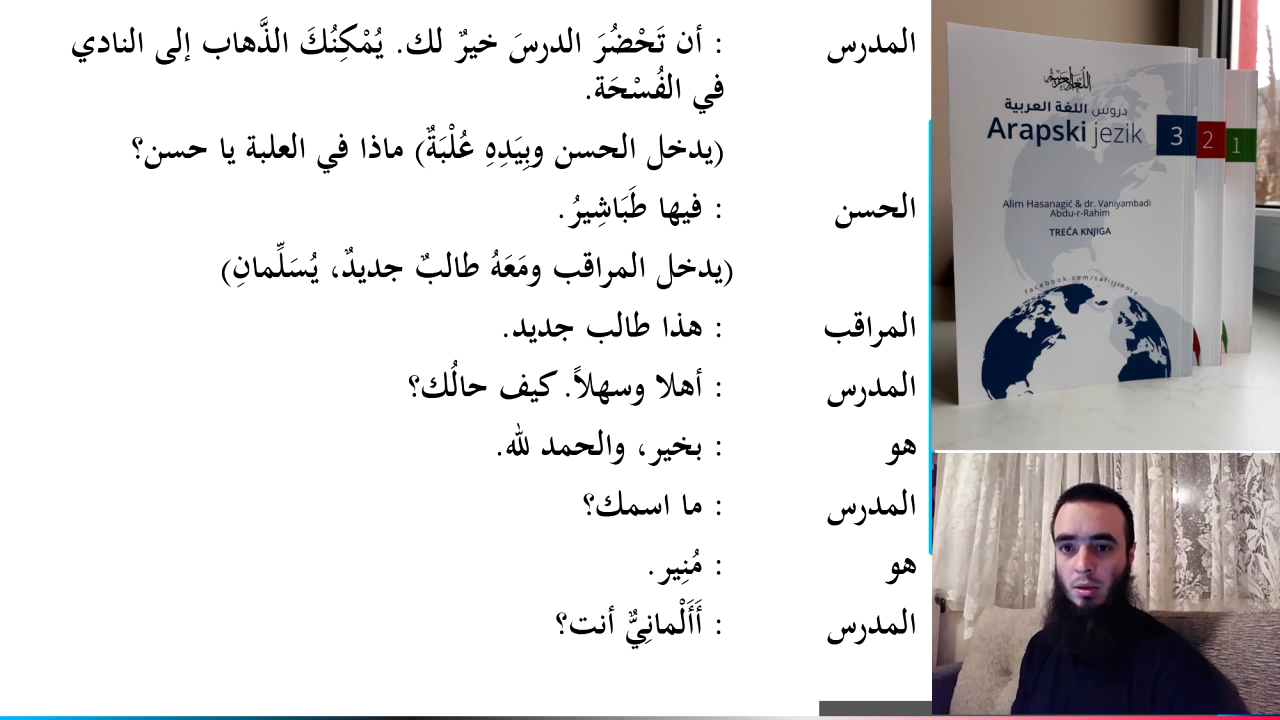 المدرس : أن تَحْضُرَ الدرسَ خيرٌ لك. يُمْكِنُكَ الذَّهاب إلى النادي
في الفُسْحَة.
(يدخل الحسن وبِيَدِهِ عُلْبَةٌ) ماذا في العلبة يا حسن؟
الحسن : فيها طَبَاشِيرُ.
(يدخل المراقب ومَعَهُ طالبٌ جديدٌ، يُسَلِّمانِ)
المراقب : هذا طالب جديد.
المدرس : أهلا وسهلاً. كيف حالُك؟
هو : بخير، والحمد لله.
المدرس : ما اسمك؟
هو : مُنِير.
المدرس : أَأَلْمانِيٌّ أنت؟
اللغة العربية
دروس اللغة العربية
Arapski jezik
3
2
1
Alim Hasanagić & dr. Vaniyambadi
Abdu-r-Rahim
TREĆA KNJIGA